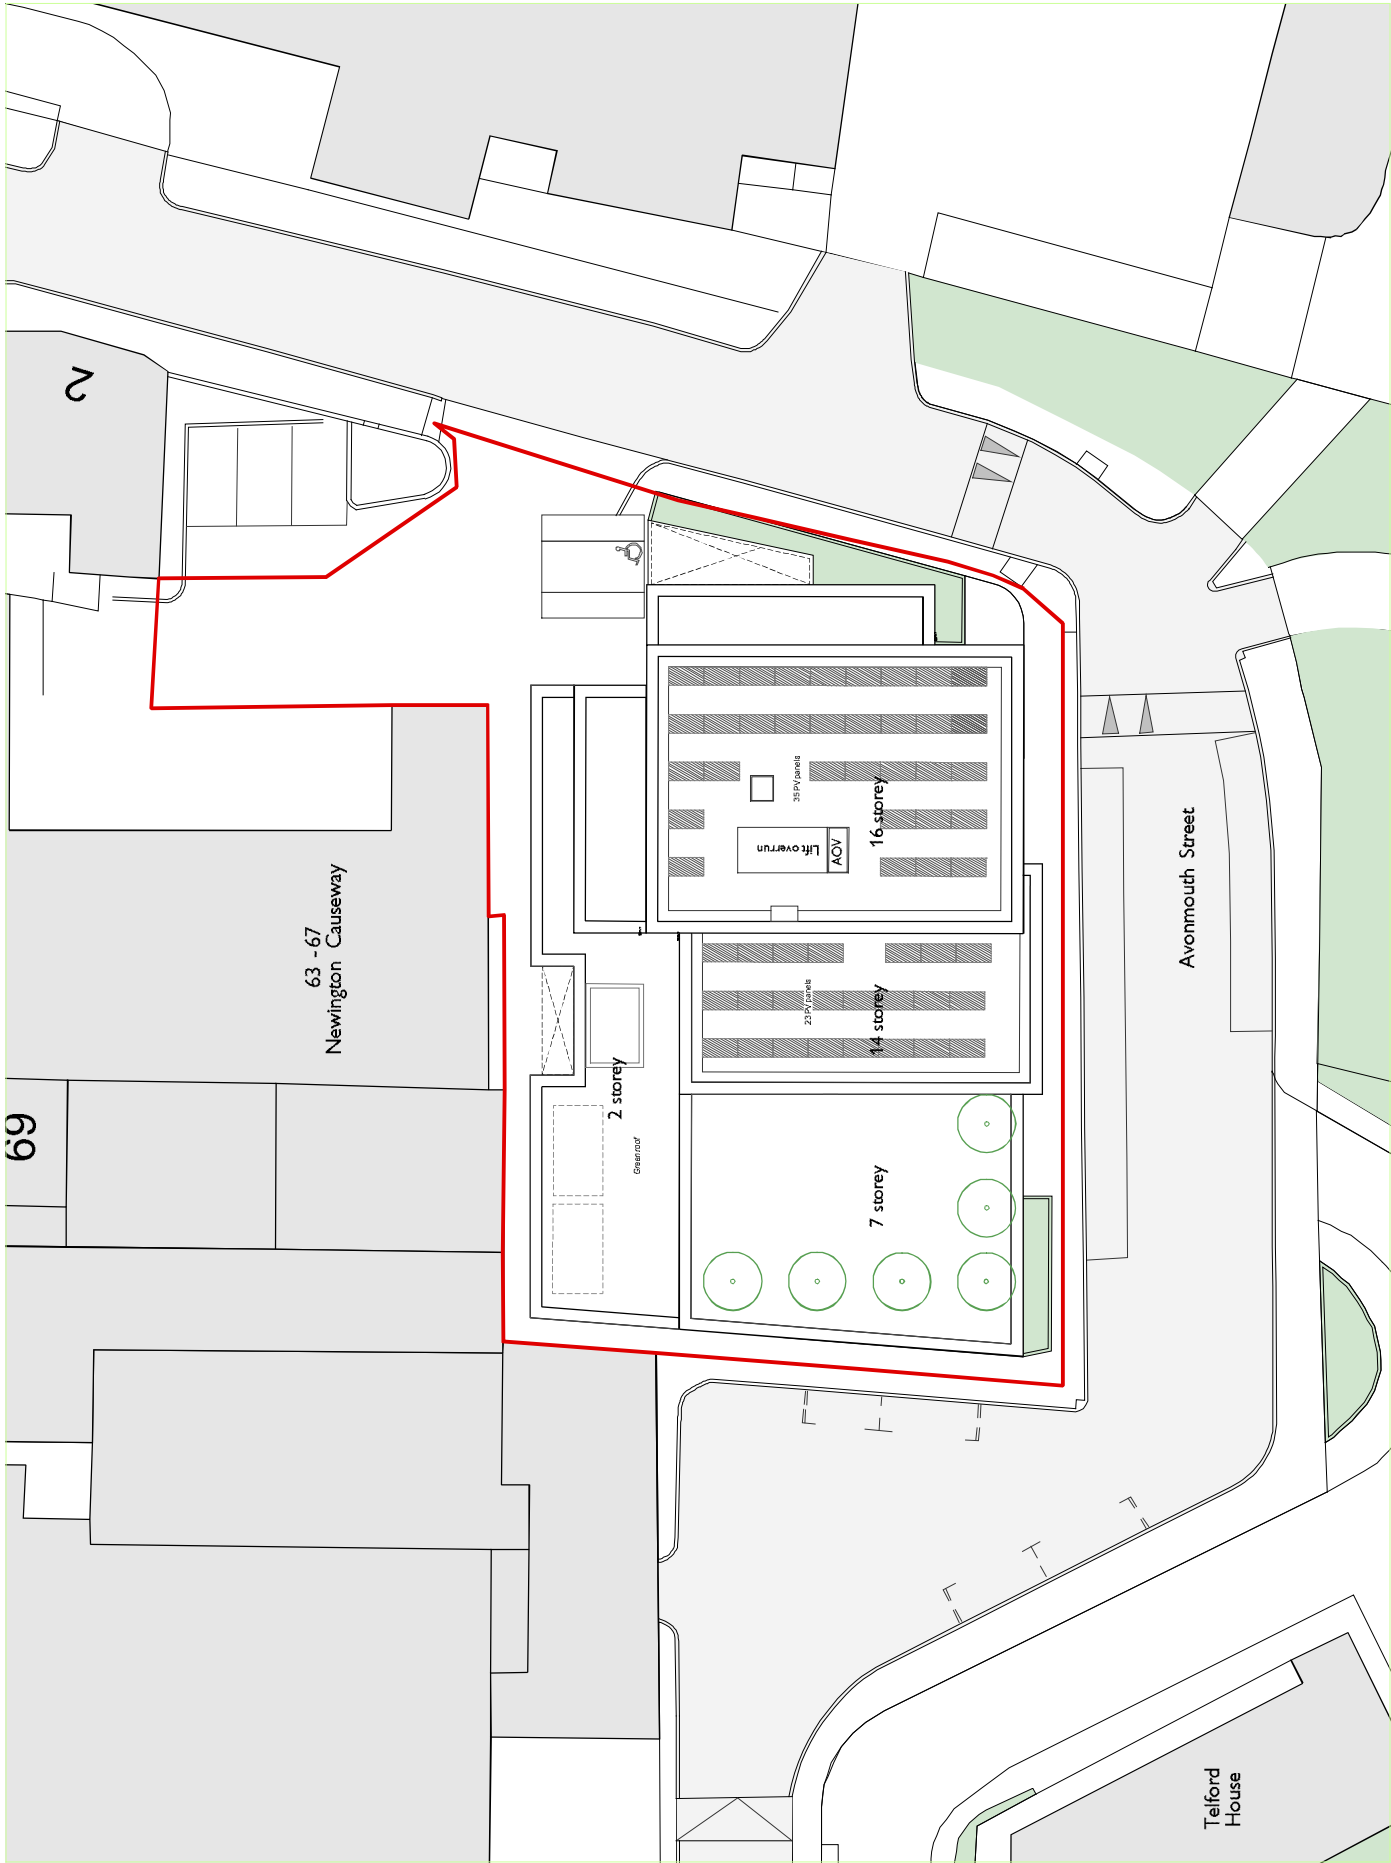 2
35 PV panels
16 storey
Lift overrun
AOV
Avonmouth Street
63 - 67
Newington Causeway
23 PV panels
14 storey
2 storey
69
Green roof
7 storey
Telford
House